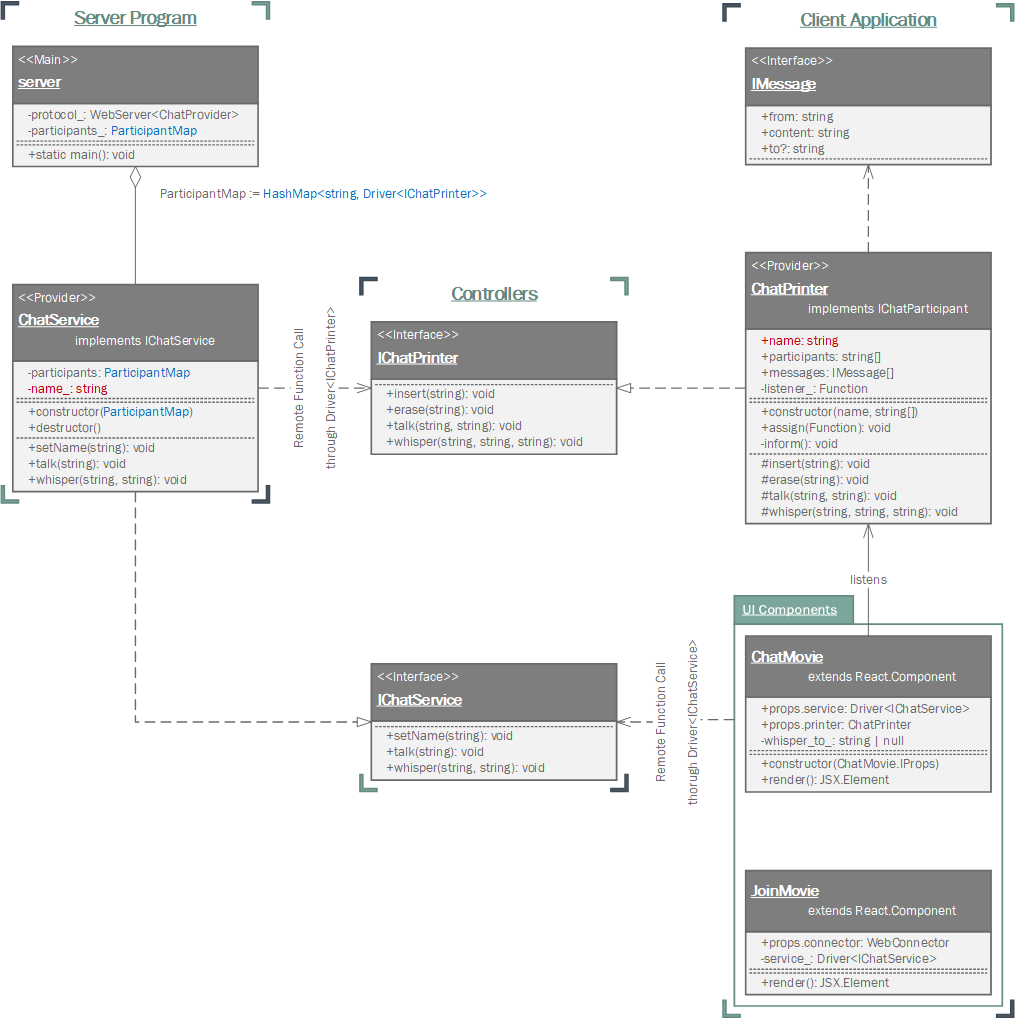 Server Program
<<Main>>
server
-protocol_: WebServer<ChatProvider>
-participants_: ParticipantMap
+static main(): void
ParticipantMap := HashMap<string, Driver<IChatPrinter>>
<<Provider>>
ChatService
implements IChatService
-participants: ParticipantMap
-name_: string
+constructor(ParticipantMap)
+destructor()
+setName(string): void
+talk(string): void
+whisper(string, string): void
Remote Function Call
through Driver<IChatPrinter>
Controllers
<<Interface>>
IChatPrinter
+insert(string): void
+erase(string): void
+talk(string, string): void
+whisper(string, string, string): void
<<Interface>>
IChatService
+setName(string): void
+talk(string): void
+whisper(string, string): void
Remote Function Call
thorugh Driver<IChatService>
Client Application
<<Interface>>
IMessage
+from: string
+content: string
+to?: string
<<Provider>>
ChatPrinter
implements IChatParticipant
+name: string
+participants: string[]
+messages: IMessage[]
-listener_: Function
+constructor(name, string[])
+assign(Function): void
-inform(): void
#insert(string): void
#erase(string): void
#talk(string, string): void
#whisper(string, string, string): void
listens
UI Components
ChatMovie
extends React.Component
+props.service: Driver<IChatService>
+props.printer: ChatPrinter
-whisper_to_: string | null
+constructor(ChatMovie.IProps)
+render(): JSX.Element
JoinMovie
extends React.Component
+props.connector: WebConnector
-service_: Driver<IChatService>
+render(): JSX.Element